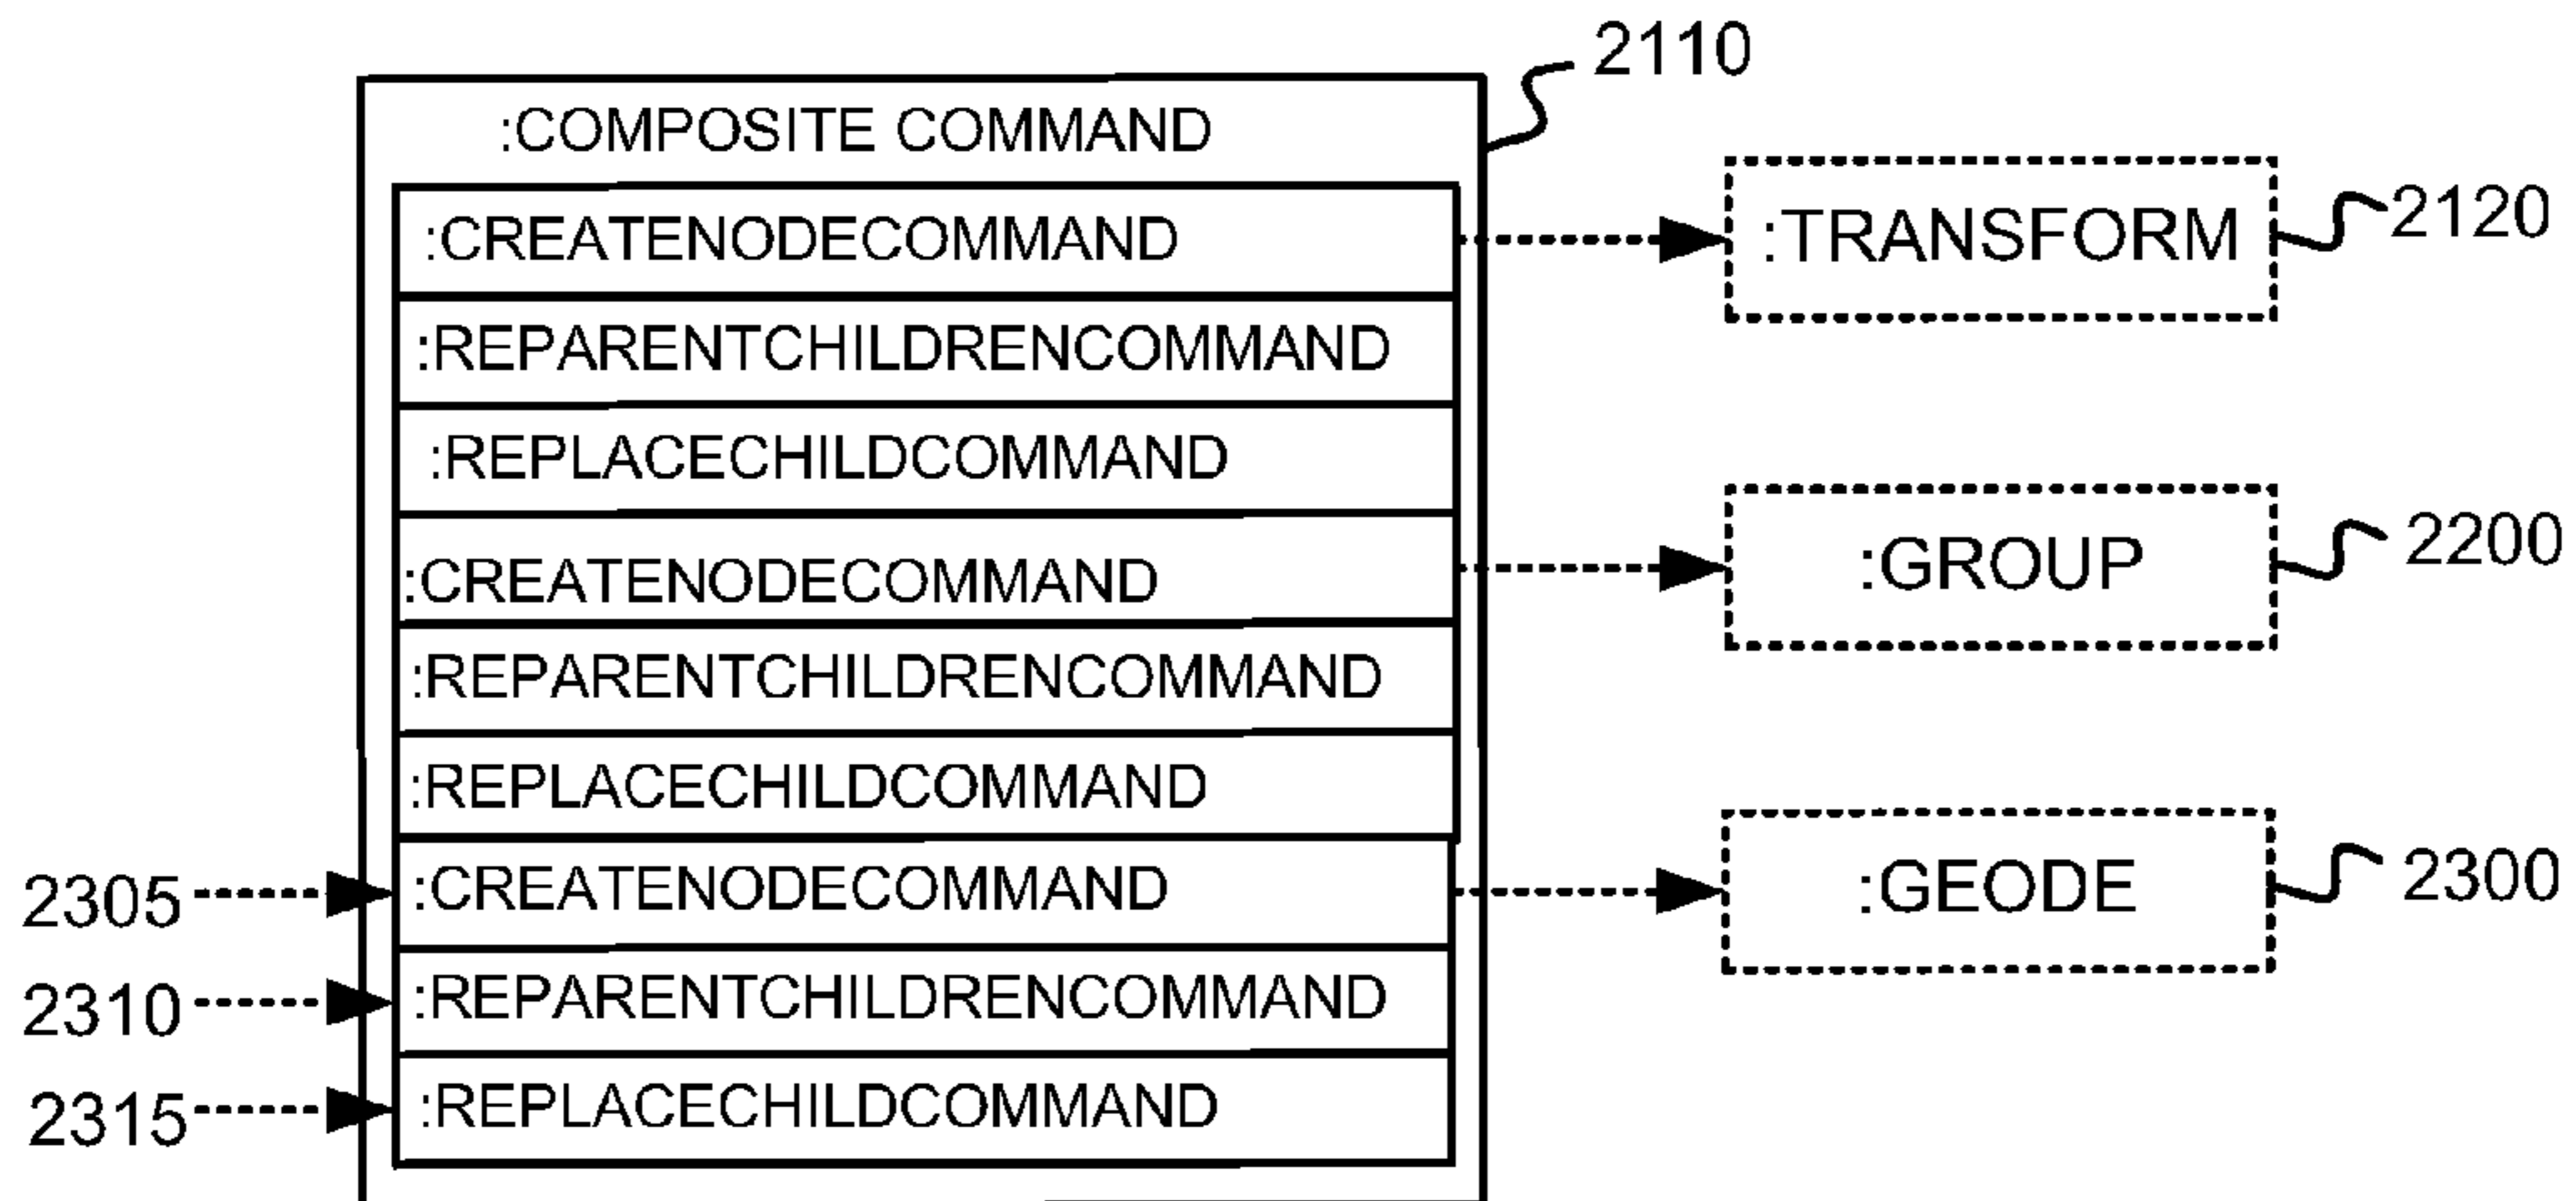 2110
:COMPOSITE COMMAND
:CREATENODECOMMAND
:TRANSFORM
2120
:REPARENTCHILDRENCOMMAND
:REPLACECHILDCOMMAND
:CREATENODECOMMAND
:GROUP
2200
:REPARENTCHILDRENCOMMAND
:REPLACECHILDCOMMAND
2305
:CREATENODECOMMAND
:GEODE
2300
2310
:REPARENTCHILDRENCOMMAND
2315
:REPLACECHILDCOMMAND